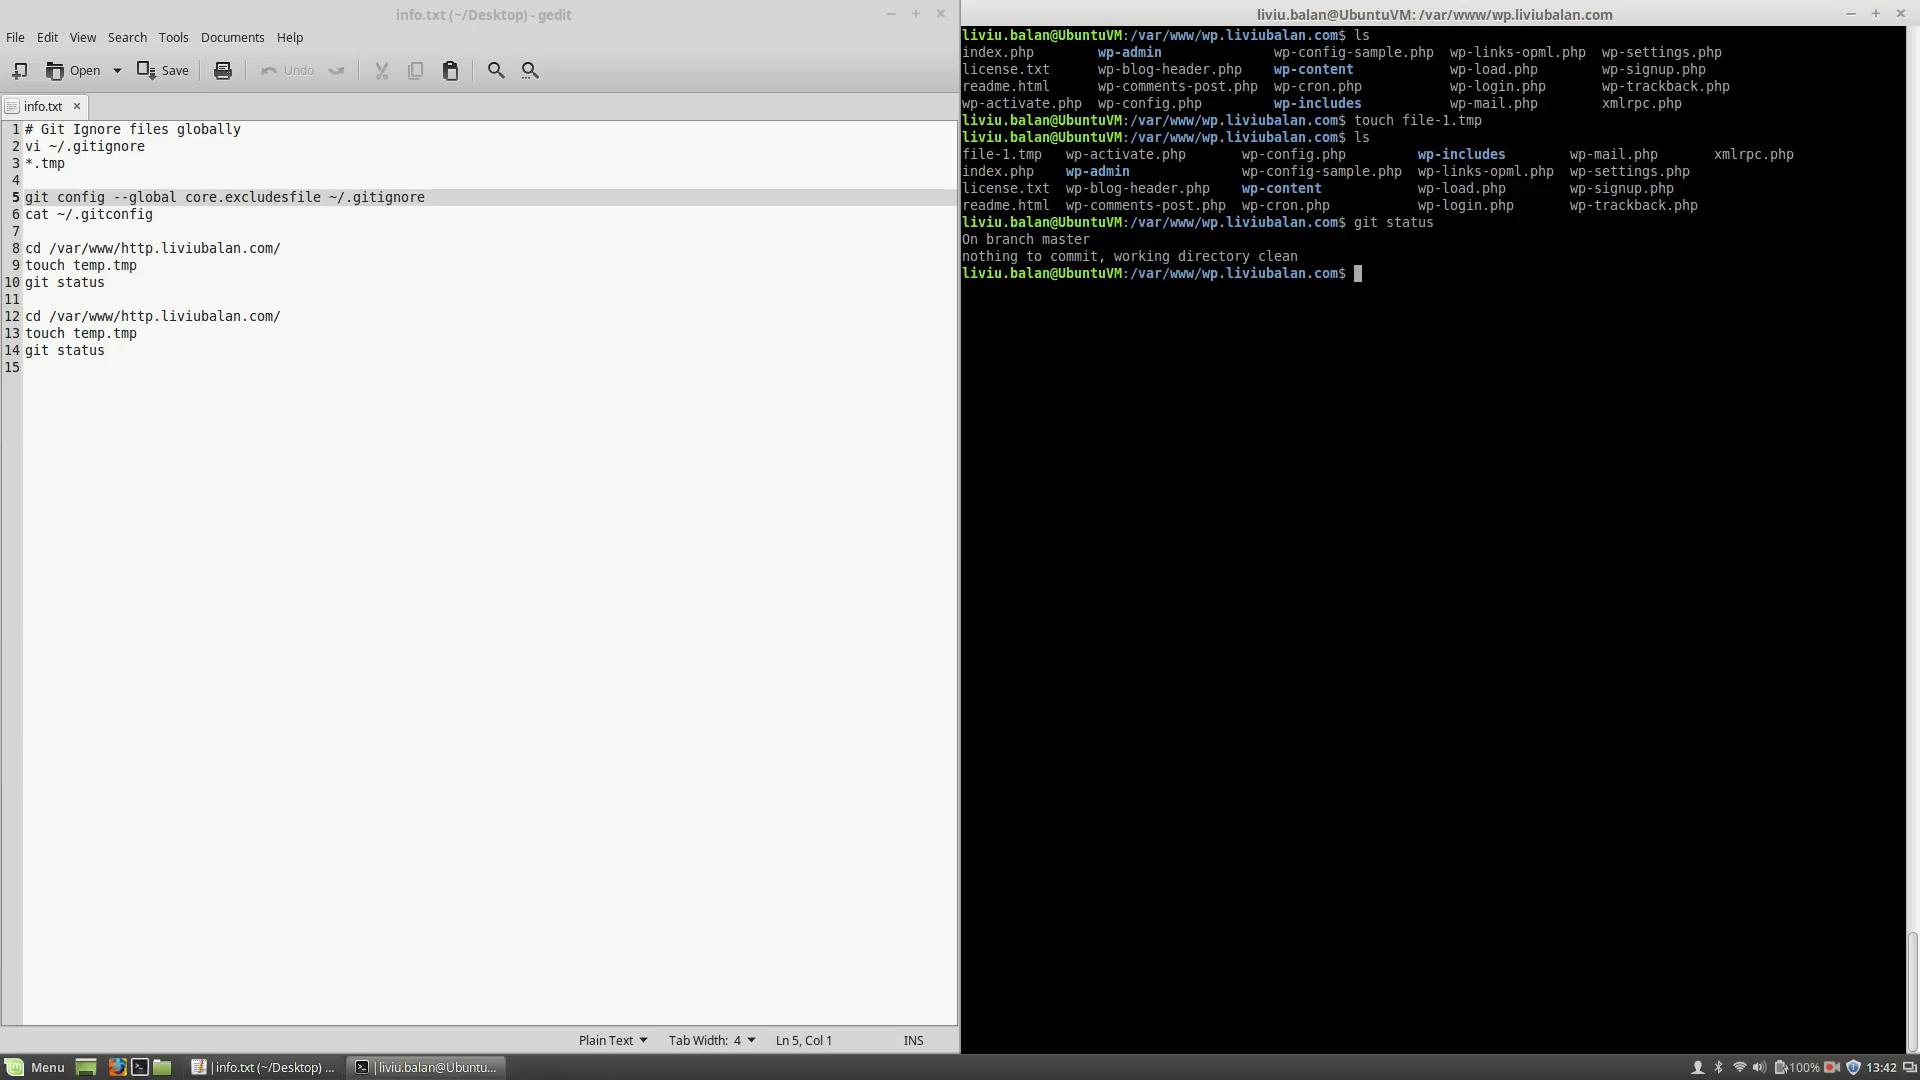 info.txt (~/Desktop) - gedit
File Edit View Search Tools Documents Help
Open Save Undo
info.txt
1 # Git Ignore files globally
2 vi ~/.gitignore
3 *.tmp
4
5 git config --global core.excludesfile ~/.gitignore
6 cat ~/.gitconfig
7
8 cd /var/www/http.liviubalan.com/
9 touch temp.tmp
10 git status
11
12 cd /var/www/http.liviubalan.com/
13 touch temp.tmp
14 git status
15
Plain Text Tab Width: 4 Ln 5, Col 1 INS
liviu.balan@UbuntuVM: /var/www/wp.liviubalan.com
liviu.balan@UbuntuVM:/var/www/wp.liviubalan.com$ ls
index.php wp-admin wp-config-sample.php wp-links-opml.php wp-settings.php
license.txt wp-blog-header.php wp-content wp-load.php wp-signup.php
readme.html wp-comments-post.php wp-cron.php wp-login.php wp-trackback.php
wp-activate.php wp-config.php wp-includes wp-mail.php xmlrpc.php
liviu.balan@UbuntuVM:/var/www/wp.liviubalan.com$ touch file-1.tmp
liviu.balan@UbuntuVM:/var/www/wp.liviubalan.com$ ls
file-1.tmp wp-activate.php wp-config.php wp-includes wp-mail.php xmlrpc.php
index.php wp-admin wp-config-sample.php wp-links-opml.php wp-settings.php
license.txt wp-blog-header.php wp-content wp-load.php wp-signup.php
readme.html wp-comments-post.php wp-cron.php wp-login.php wp-trackback.php
liviu.balan@UbuntuVM:/var/www/wp.liviubalan.com$ git status
On branch master
nothing to commit, working directory clean
liviu.balan@UbuntuVM:/var/www/wp.liviubalan.com$
Menu |info.txt (~/Desktop) ... |liviu.balan@Ubuntu... 100% 13:42